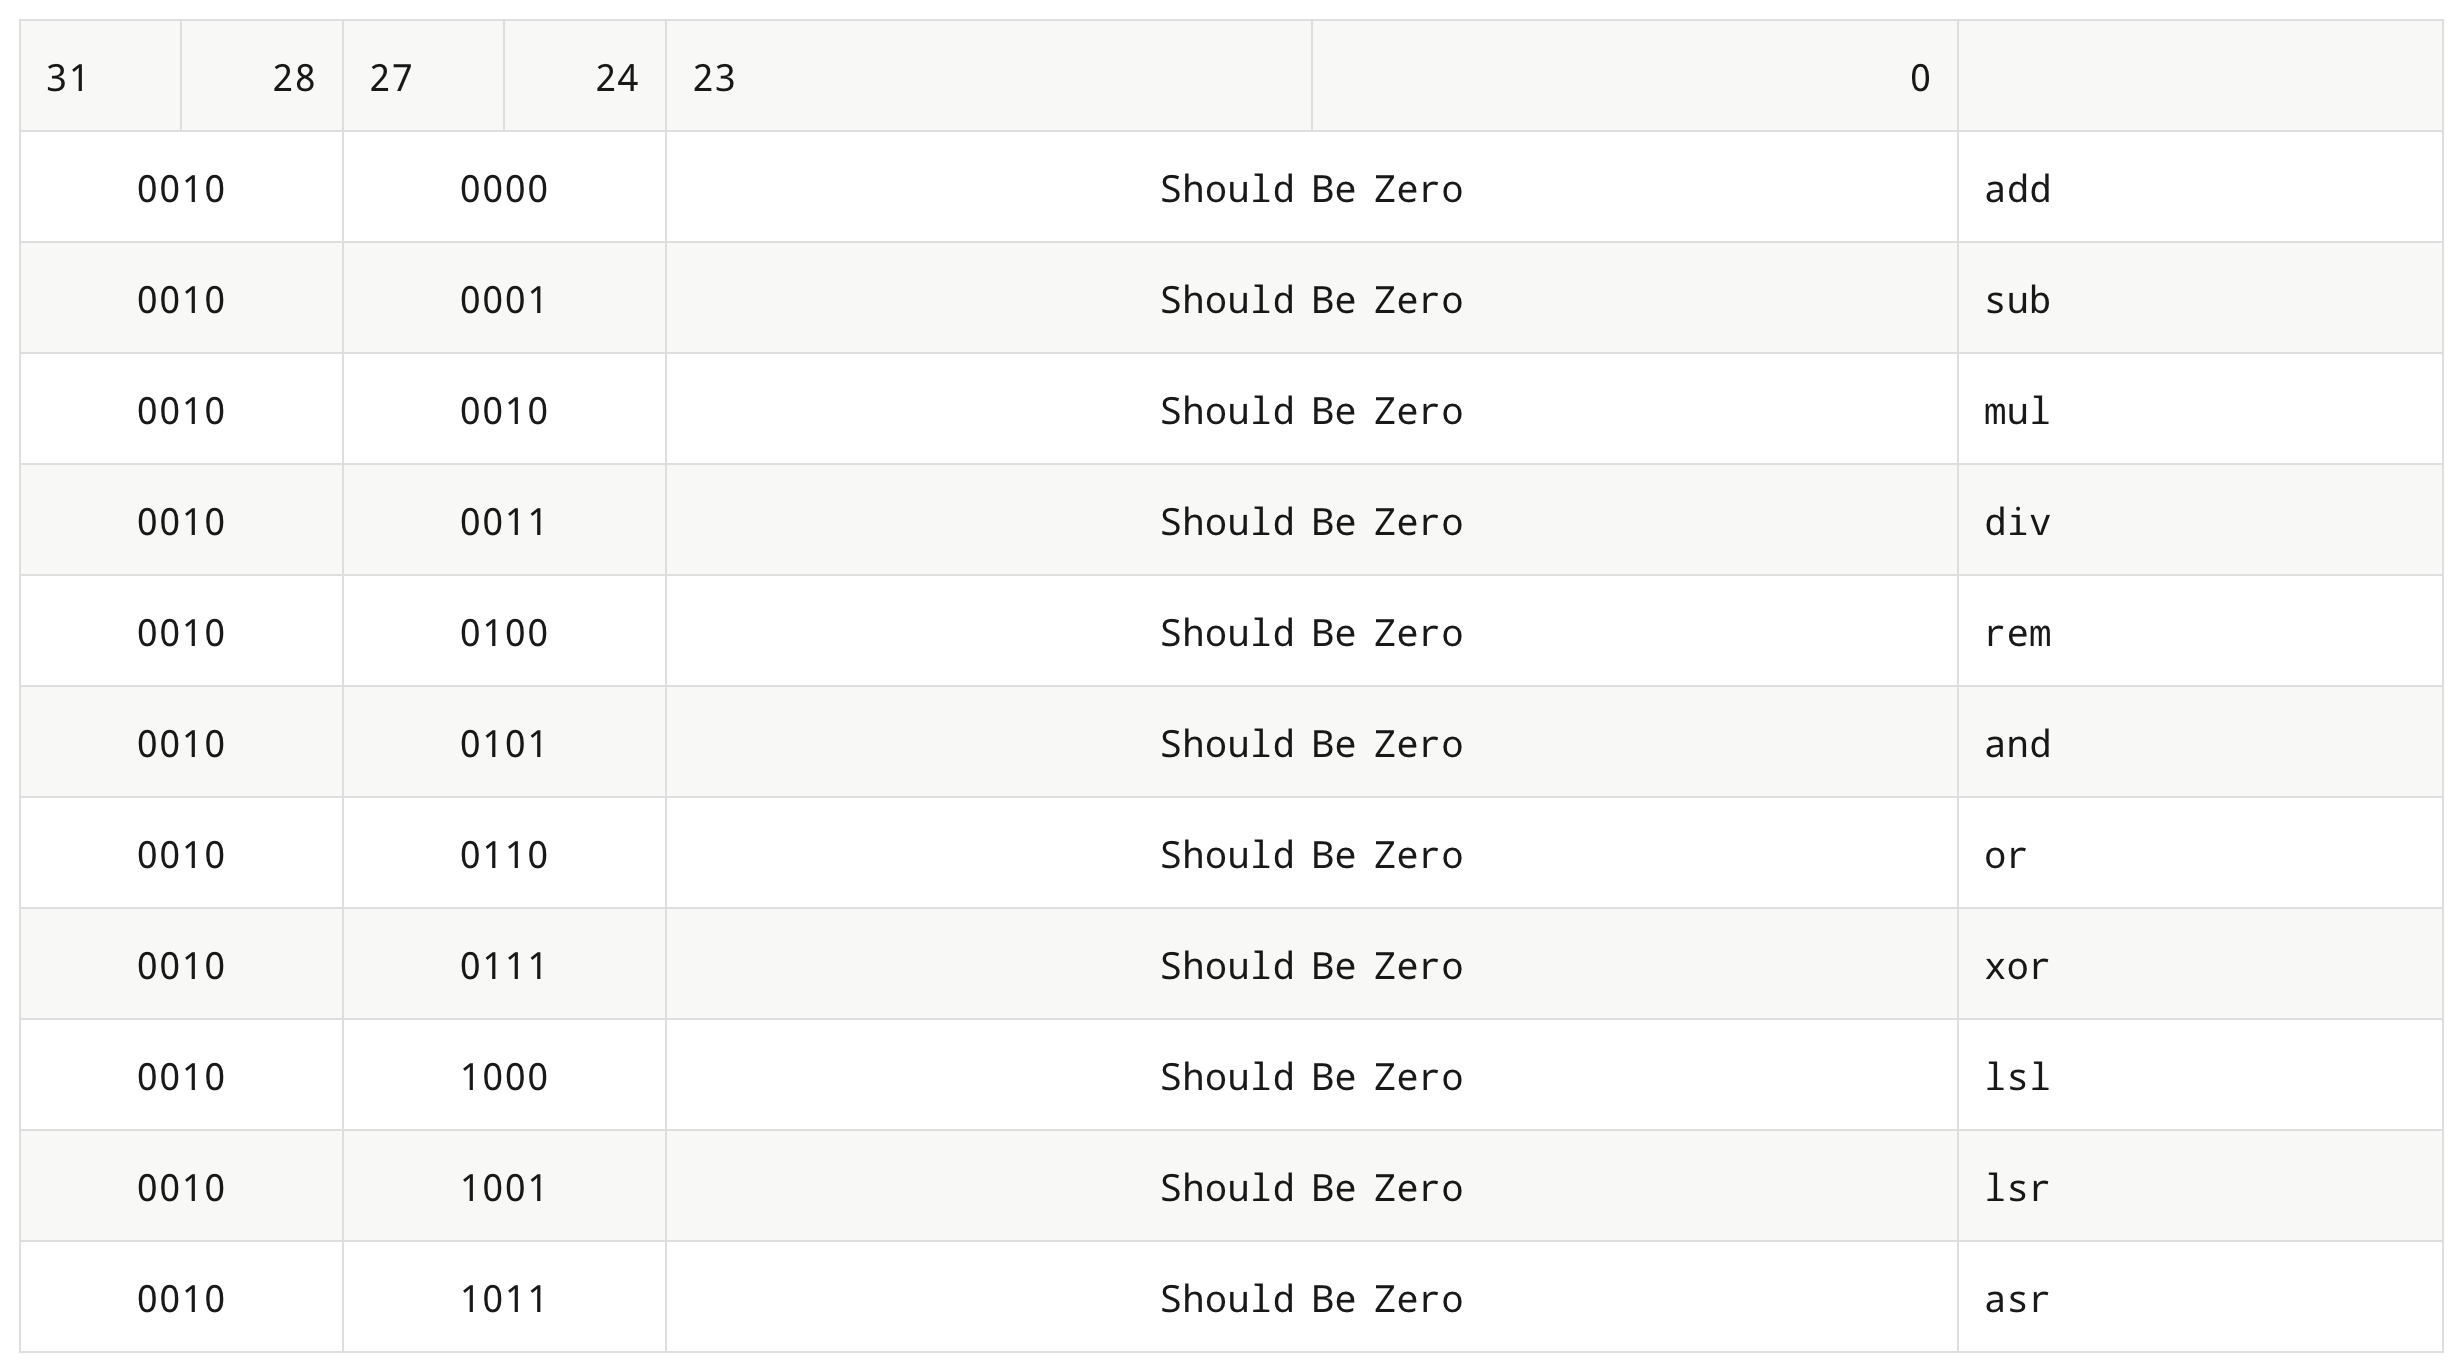 31 28 27 24 23 0
0010 0000 Should Be Zero add
0010 0001 Should Be Zero sub
0010 0010 Should Be Zero mul
0010 0011 Should Be Zero div
0010 0100 Should Be Zero rem
0010 0101 Should Be Zero and
0010 0110 Should Be Zero or
0010 0111 Should Be Zero xor
0010 1000 Should Be Zero lsl
0010 1001 Should Be Zero lsr
0010 1011 Should Be Zero asr